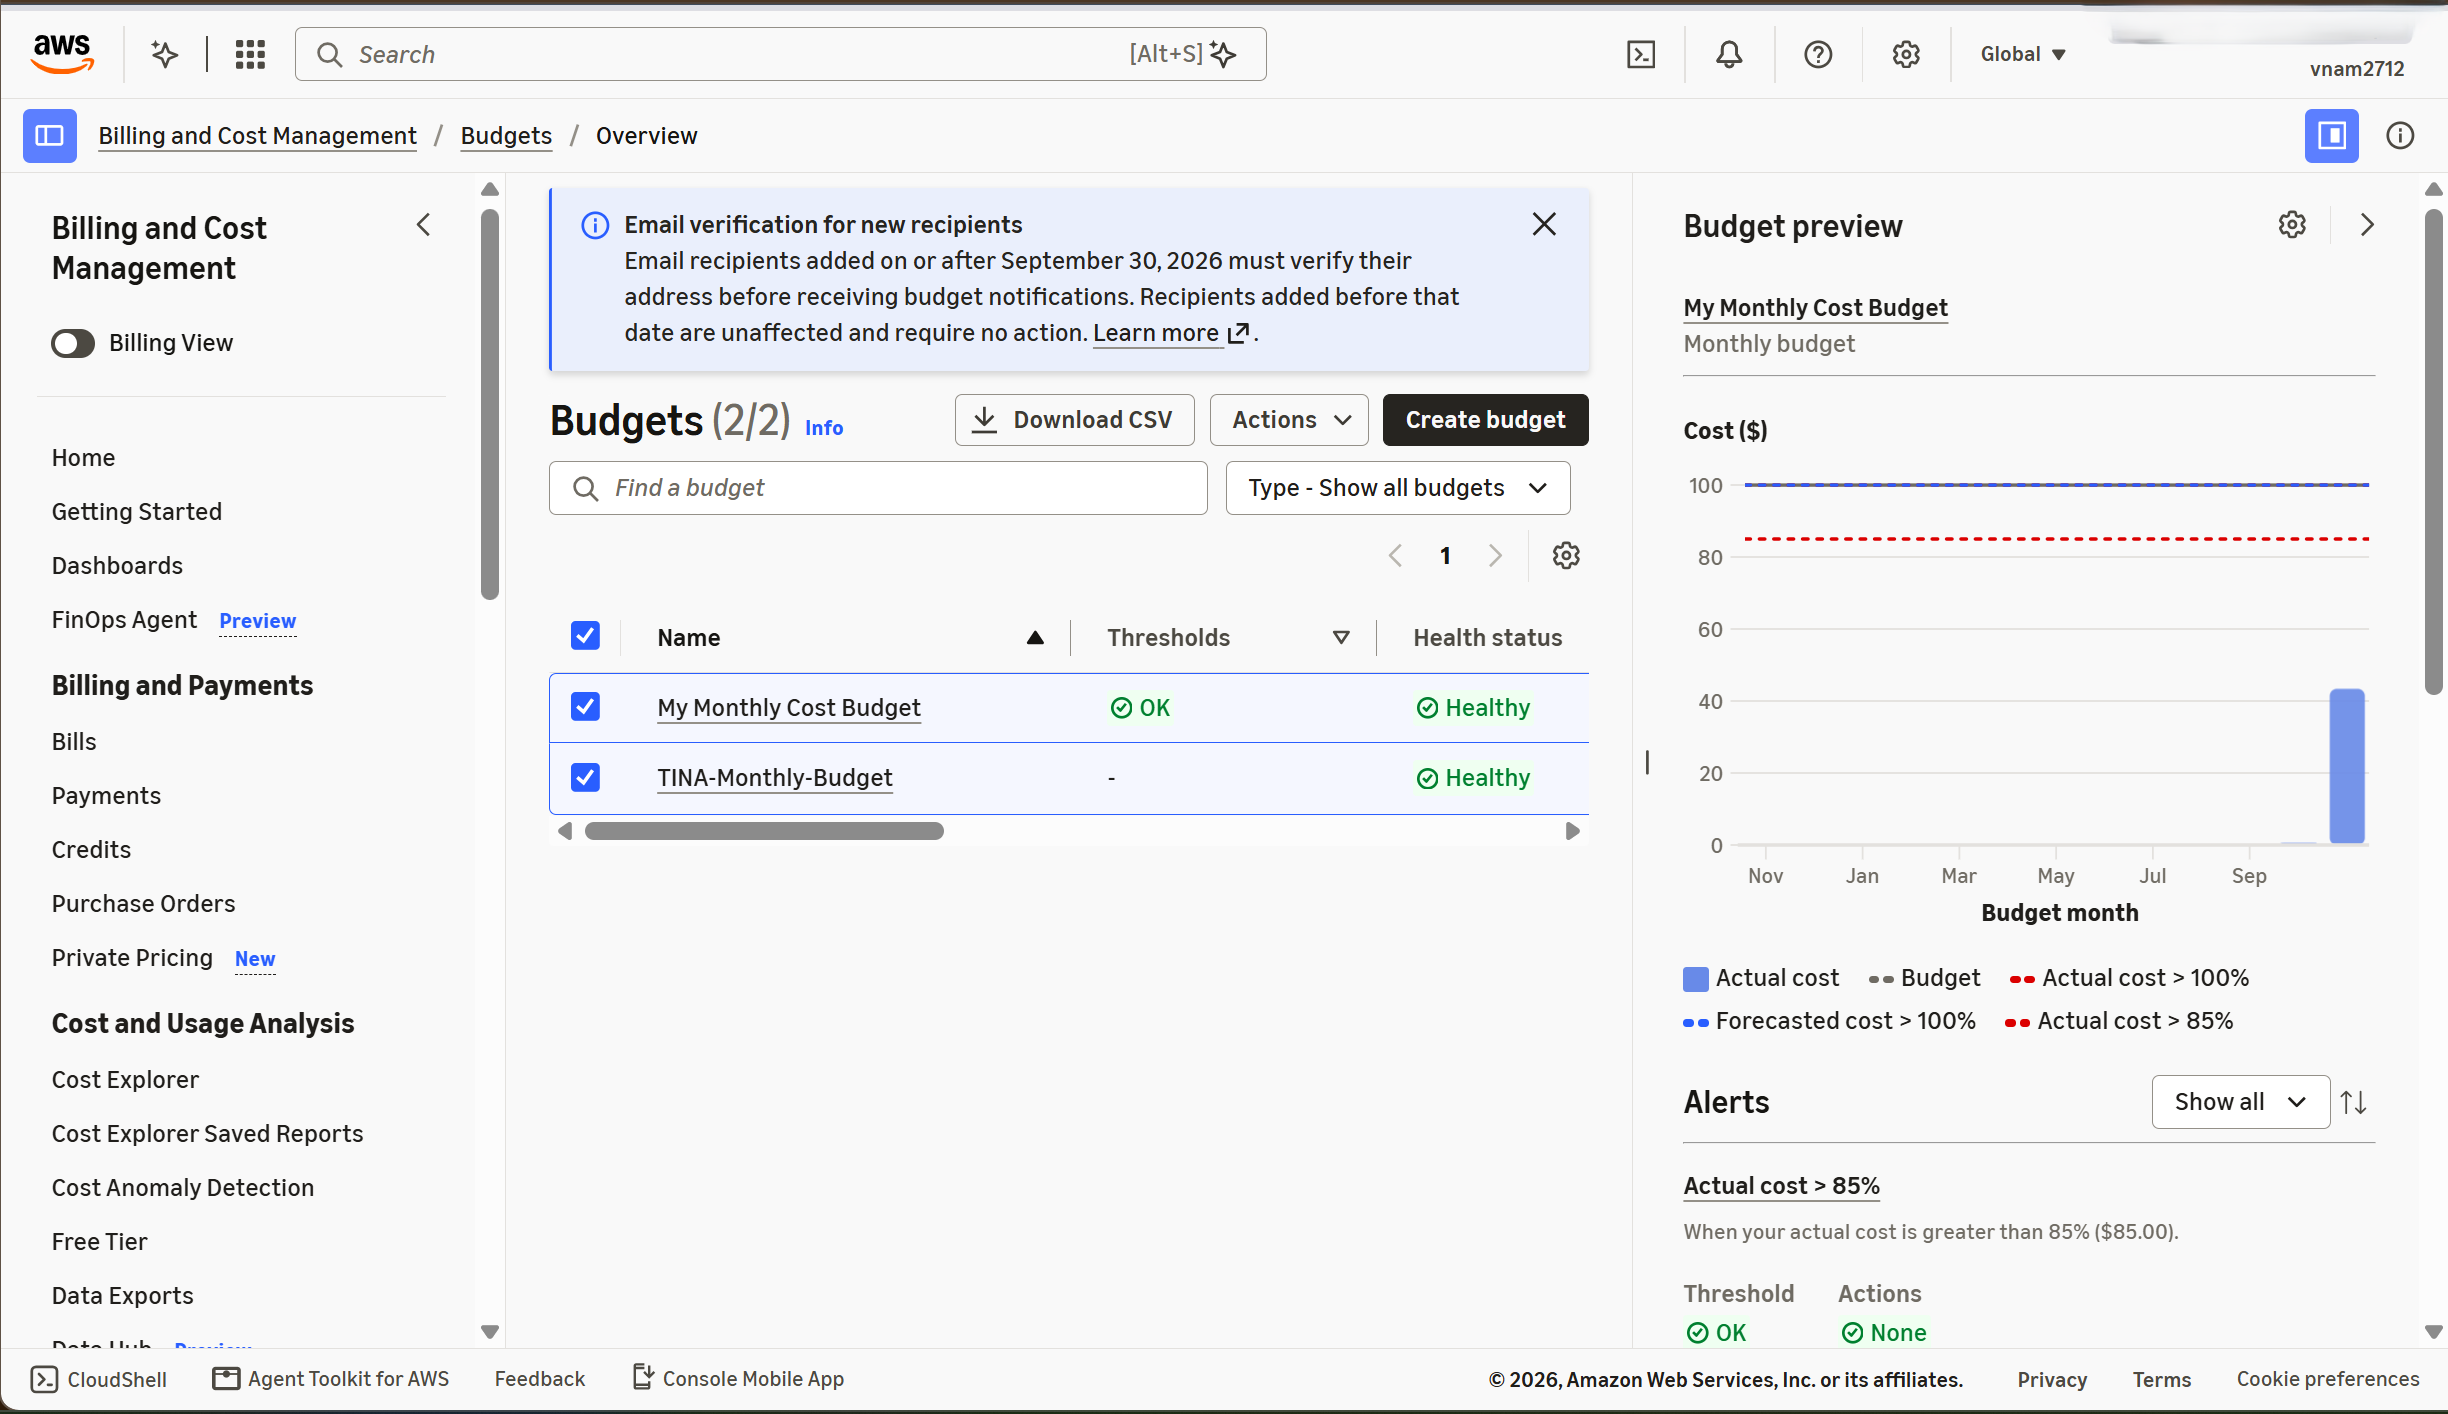 aws
Search [Alt+S]
Global
vnam2712
Billing and Cost Management / Budgets / Overview
Billing and Cost
Management
Billing View
Home
Getting Started
Dashboards
FinOps Agent Preview
Billing and Payments
Bills
Payments
Credits
Purchase Orders
Private Pricing New
Cost and Usage Analysis
Cost Explorer
Cost Explorer Saved Reports
Cost Anomaly Detection
Free Tier
Data Exports
Data Hub Preview
Email verification for new recipients
Email recipients added on or after September 30, 2026 must verify their
address before receiving budget notifications. Recipients added before that
date are unaffected and require no action. Learn more .
Budgets (2/2) Info
Download CSV
Actions
Create budget
Find a budget
Type - Show all budgets
1
Name Thresholds Health status
My Monthly Cost Budget OK Healthy
TINA-Monthly-Budget - Healthy
Budget preview
My Monthly Cost Budget
Monthly budget
Cost ($)
100
80
60
40
20
0
Nov Jan Mar May Jul Sep
Budget month
Actual cost Budget Actual cost > 100%
Forecasted cost > 100% Actual cost > 85%
Alerts
Show all
Actual cost > 85%
When your actual cost is greater than 85% ($85.00).
Threshold Actions
OK None
CloudShell Agent Toolkit for AWS Feedback Console Mobile App
© 2026, Amazon Web Services, Inc. or its affiliates. Privacy Terms Cookie preferences